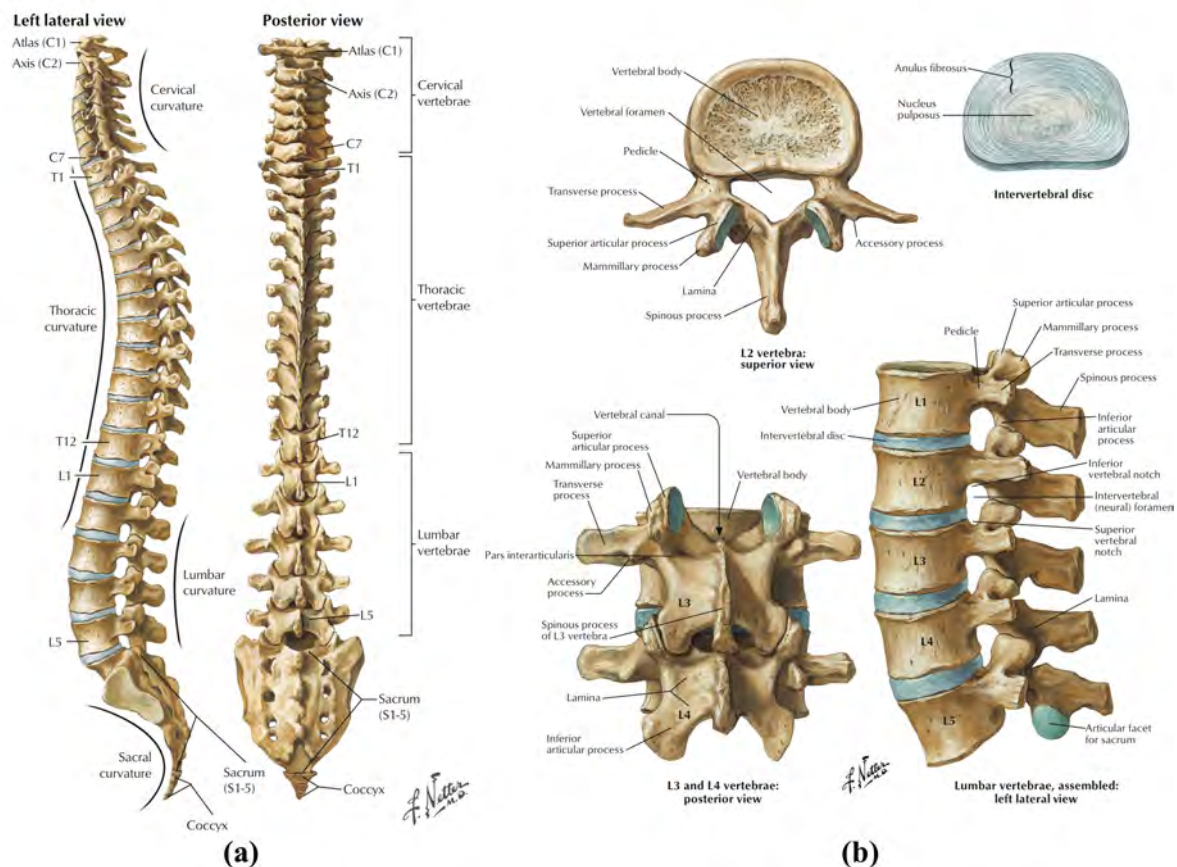 Left lateral view
Atlas (C1)
Axis (C2)
Cervical
curvature
C7
T1
Thoracic
curvature
T12
L1
Lumbar
curvature
L5
Sacral
curvature
Sacrum
(S1-5)
Coccyx
Posterior view
Atlas (C1)
Axis (C2)
Cervical
vertebrae
C7
T1
Thoracic
vertebrae
T12
L1
Lumbar
vertebrae
L5
Sacrum
(S1-5)
Coccyx
F. Netter
M.D.
(a)
Vertebral body
Vertebral foramen
Pedicle
Transverse process
Superior articular process
Mammillary process
Lamina
Spinous process
Accessory process
L2 vertebra:
superior view
Anulus fibrosus
Nucleus
pulposus
Intervertebral disc
Vertebral canal
Superior
articular process
Mammillary process
Transverse
process
Vertebral body
Pars interarticularis
Accessory
process
L3
Spinous process
of L3 vertebra
Lamina
L4
Inferior
articular process
L3 and L4 vertebrae:
posterior view
Superior articular process
Pedicle
Mammillary process
Transverse process
Spinous process
L1
Vertebral body
Inferior
articular
process
Intervertebral disc
L2
Inferior
vertebral notch
Intervertebral
(neural) foramen
Superior
vertebral
notch
L3
Lamina
L4
L5
Articular facet
for sacrum
F. Netter
M.D.
Lumbar vertebrae, assembled:
left lateral view
(b)